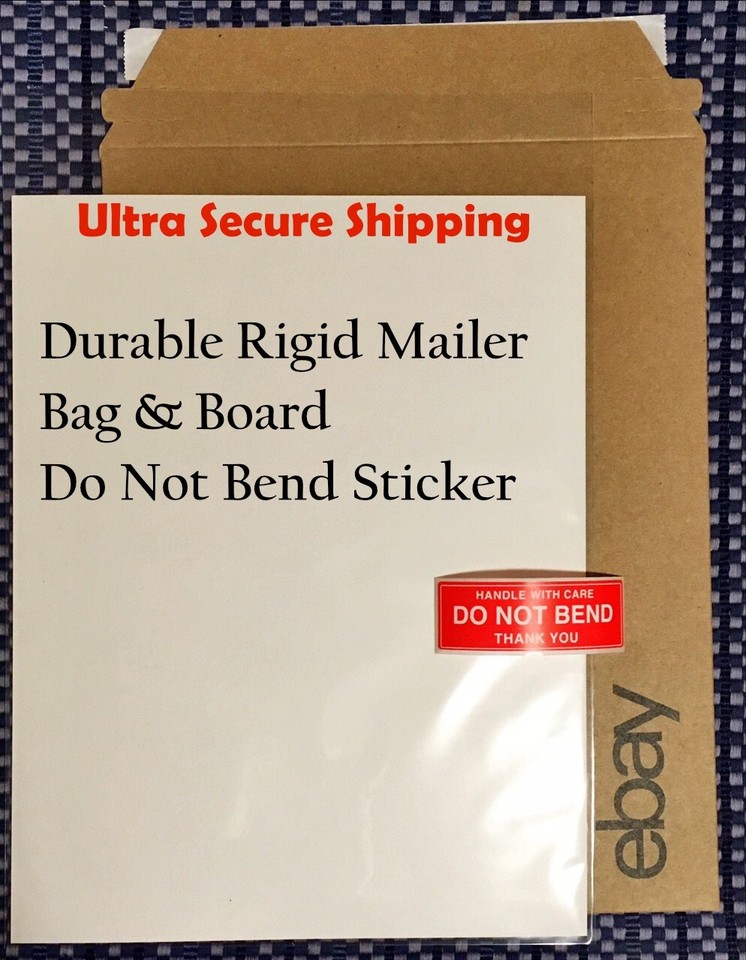 Ultra Secure Shipping
Durable Rigid Mailer
Bag & Board
Do Not Bend Sticker
HANDLE WITH CARE
DO NOT BEND
THANK YOU
ebay